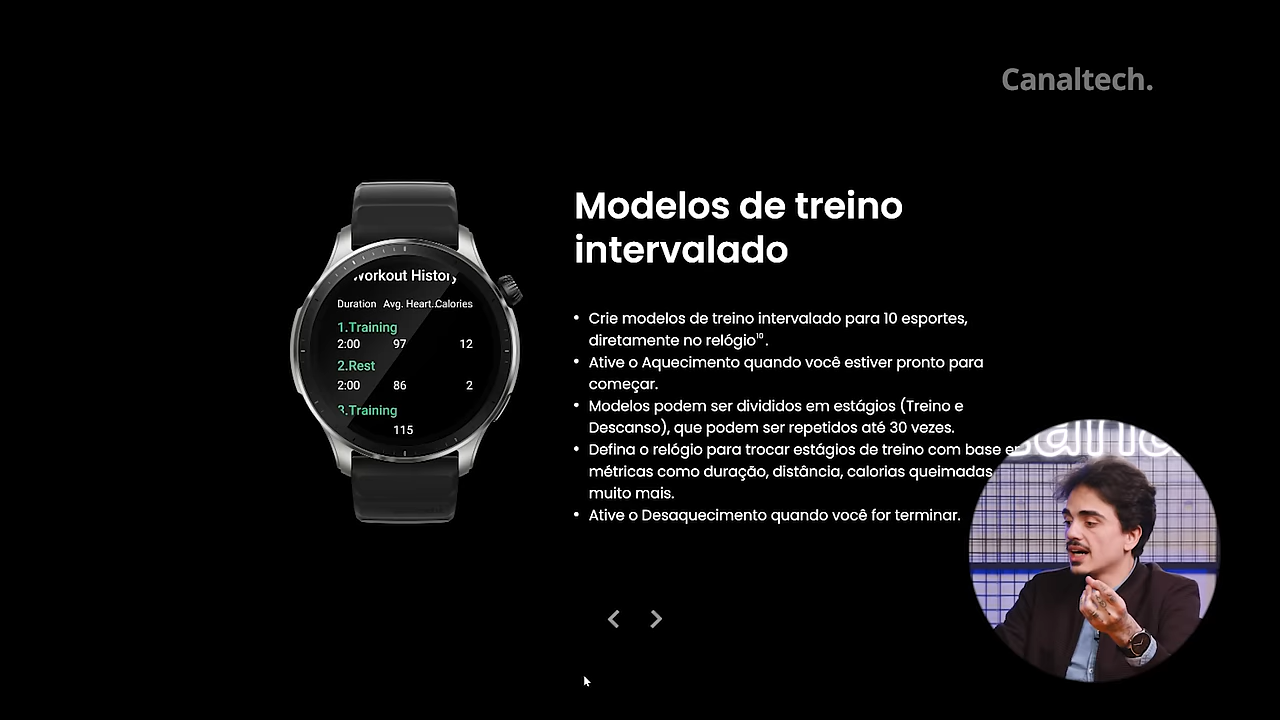 Canaltech.
Modelos de treino
intervalado
Workout History
Duration Avg. Heart. Calories
1.Training
2:00 97 12
2.Rest
2:00 86 2
3.Training
115
• Crie modelos de treino intervalado para 10 esportes,
diretamente no relógio¹⁰.
• Ative o Aquecimento quando você estiver pronto para
começar.
• Modelos podem ser divididos em estágios (Treino e
Descanso), que podem ser repetidos até 30 vezes.
• Defina o relógio para trocar estágios de treino com base
métricas como duração, distância, calorias queimadas
muito mais.
• Ative o Desaquecimento quando você for terminar.